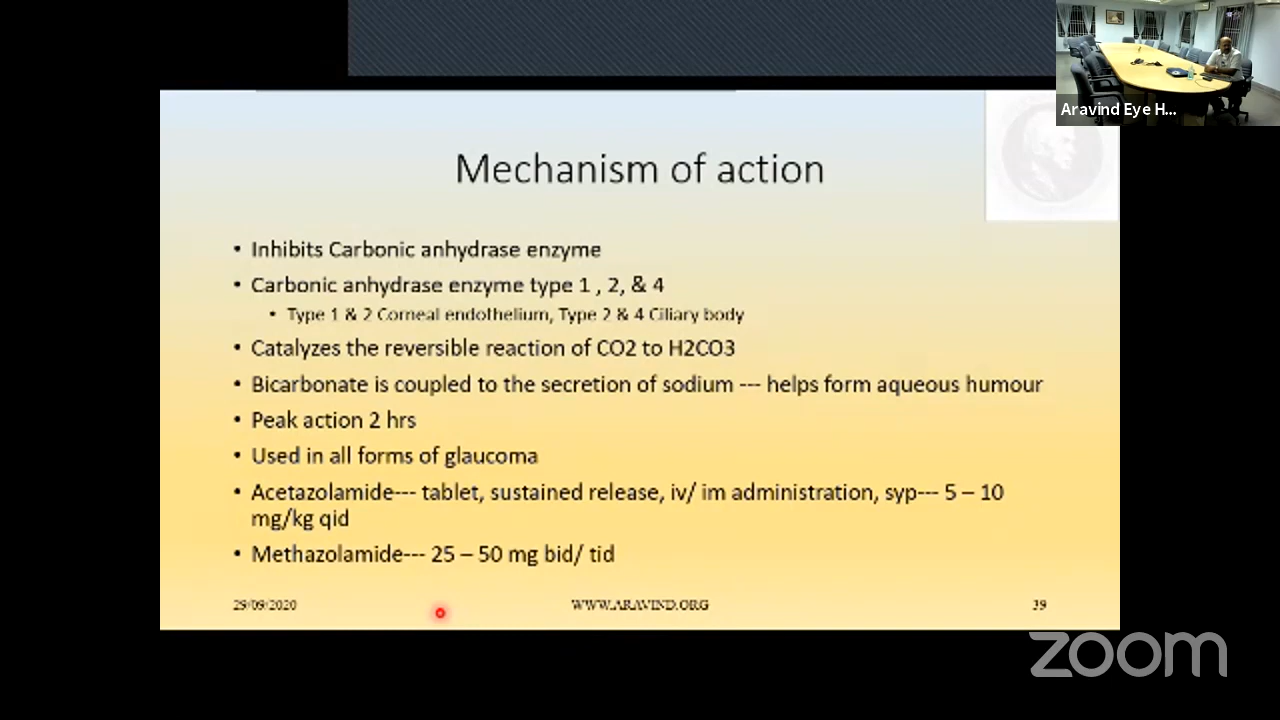 Aravind Eye H...
Mechanism of action
• Inhibits Carbonic anhydrase enzyme
• Carbonic anhydrase enzyme type 1 , 2, & 4
• Type 1 & 2 Corneal endothelium, Type 2 & 4 Ciliary body
• Catalyzes the reversible reaction of CO2 to H2CO3
• Bicarbonate is coupled to the secretion of sodium --- helps form aqueous humour
• Peak action 2 hrs
• Used in all forms of glaucoma
• Acetazolamide--- tablet, sustained release, iv/ im administration, syp--- 5 – 10
mg/kg qid
• Methazolamide--- 25 – 50 mg bid/ tid
29/09/2020
WWW.ARAVIND.ORG
39
zoom